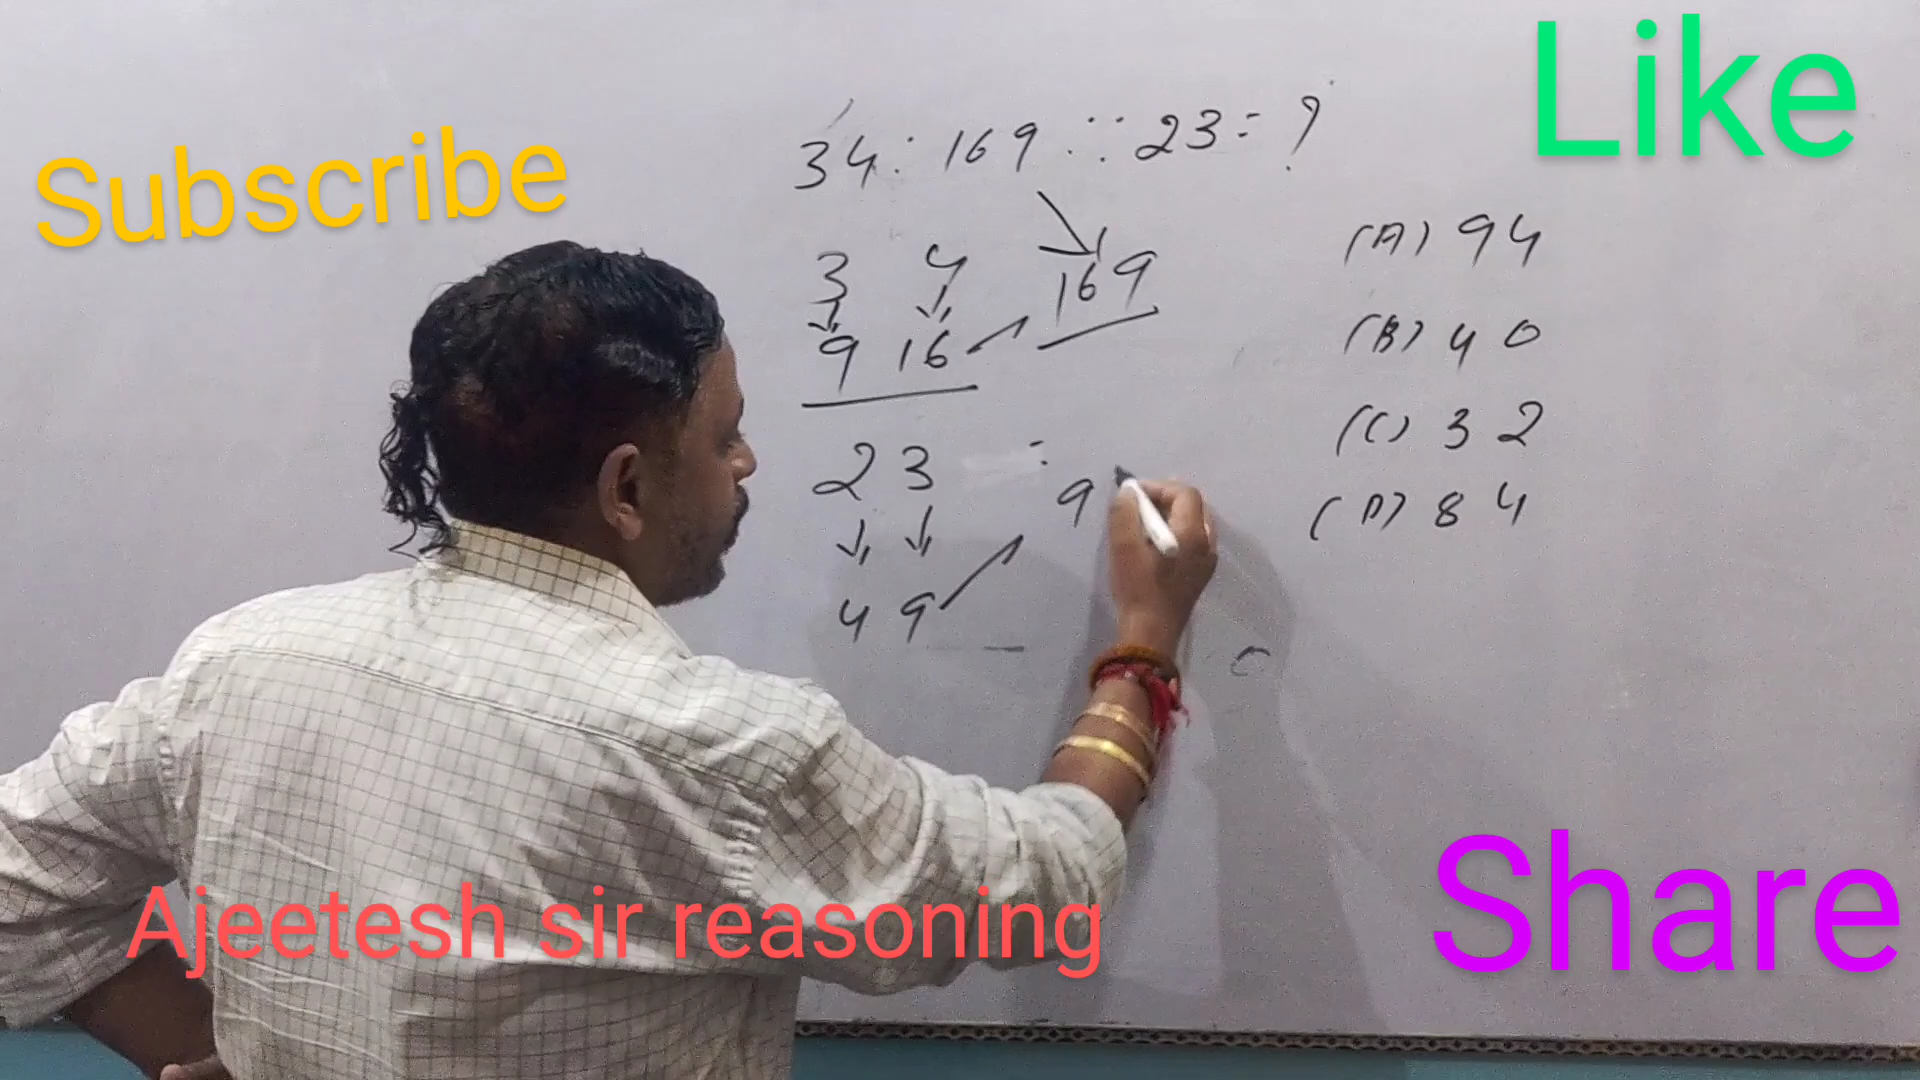 Like
Subscribe
34 : 169 :: 23 = ?
3 4 169
9 16
(A) 94
(B) 40
(C) 32
(D) 84
23 = 9
4 9
Ajeetesh sir reasoning
Share